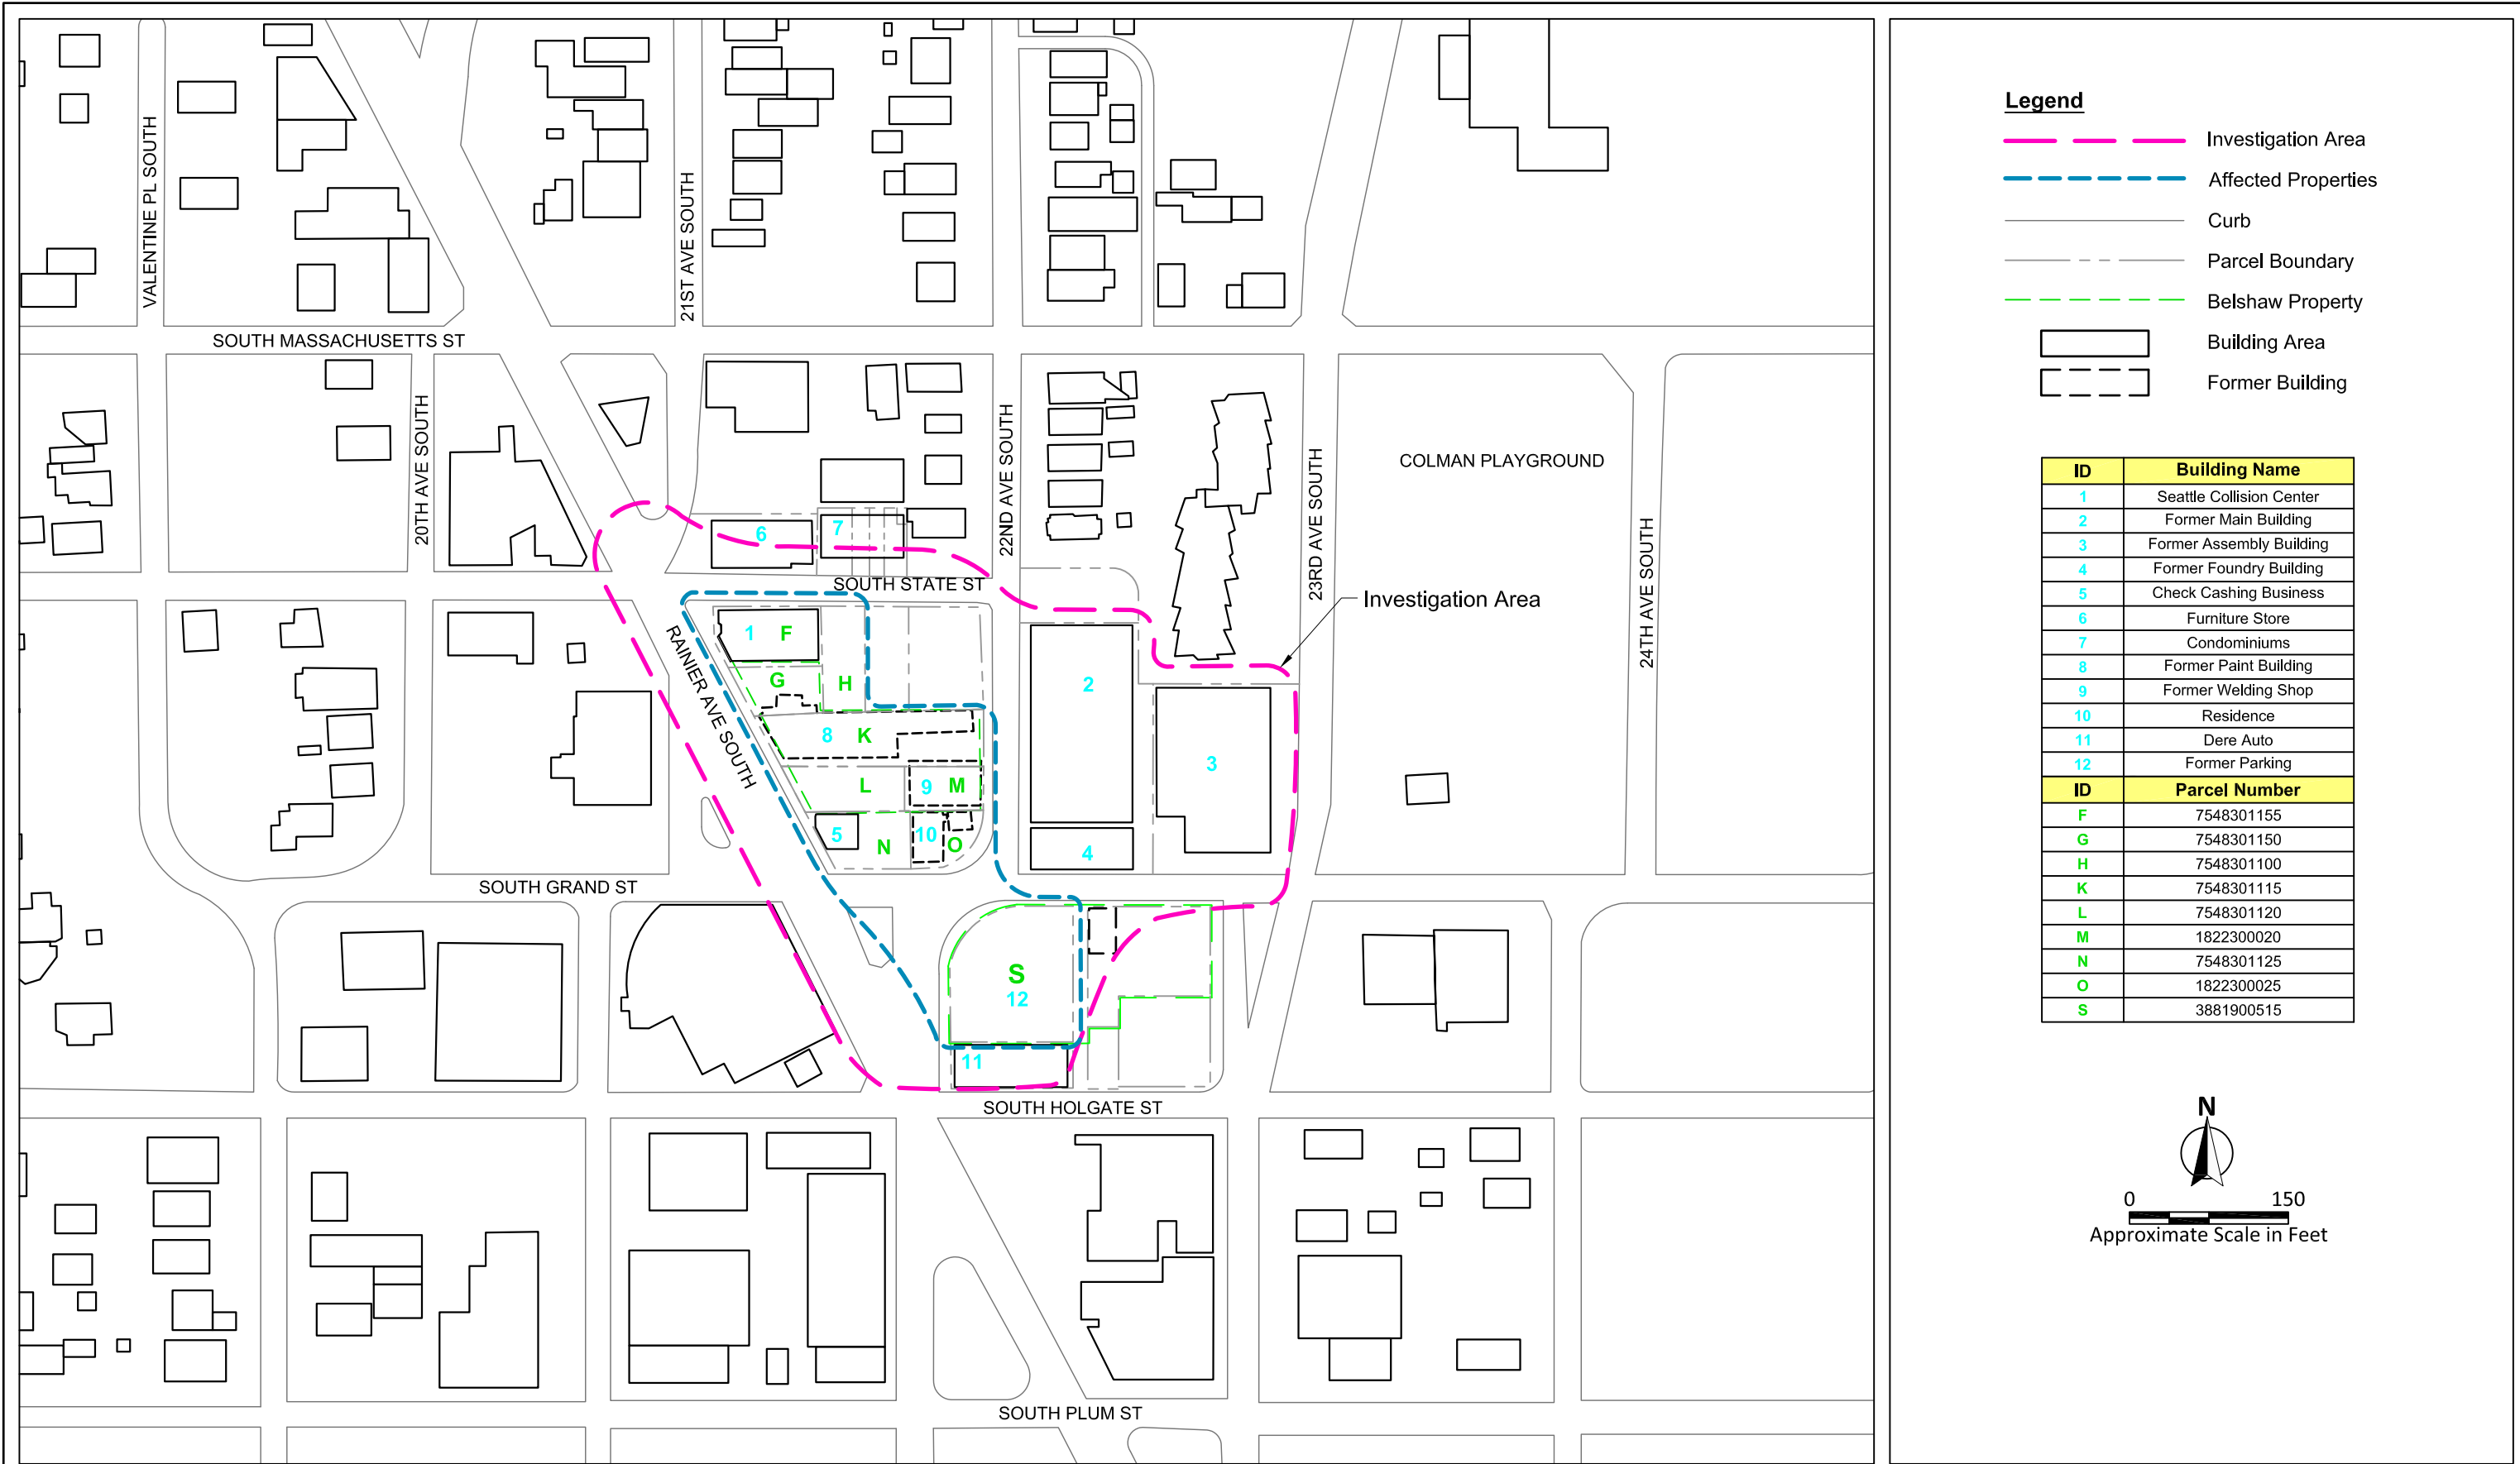 VALENTINE PL SOUTH
21ST AVE SOUTH
SOUTH MASSACHUSETTS ST
20TH AVE SOUTH
22ND AVE SOUTH
23RD AVE SOUTH
COLMAN PLAYGROUND
24TH AVE SOUTH
6
7
SOUTH STATE ST
Investigation Area
RAINIER AVE SOUTH
1 F
G
H
2
8 K
3
L
9 M
5
N
10
O
4
SOUTH GRAND ST
S
12
11
SOUTH HOLGATE ST
SOUTH PLUM ST
Legend
Investigation Area
Affected Properties
Curb
Parcel Boundary
Belshaw Property
Building Area
Former Building
ID Building Name
1 Seattle Collision Center
2 Former Main Building
3 Former Assembly Building
4 Former Foundry Building
5 Check Cashing Business
6 Furniture Store
7 Condominiums
8 Former Paint Building
9 Former Welding Shop
10 Residence
11 Dere Auto
12 Former Parking
ID Parcel Number
F 7548301155
G 7548301150
H 7548301100
K 7548301115
L 7548301120
M 1822300020
N 7548301125
O 1822300025
S 3881900515
N
0 150
Approximate Scale in Feet